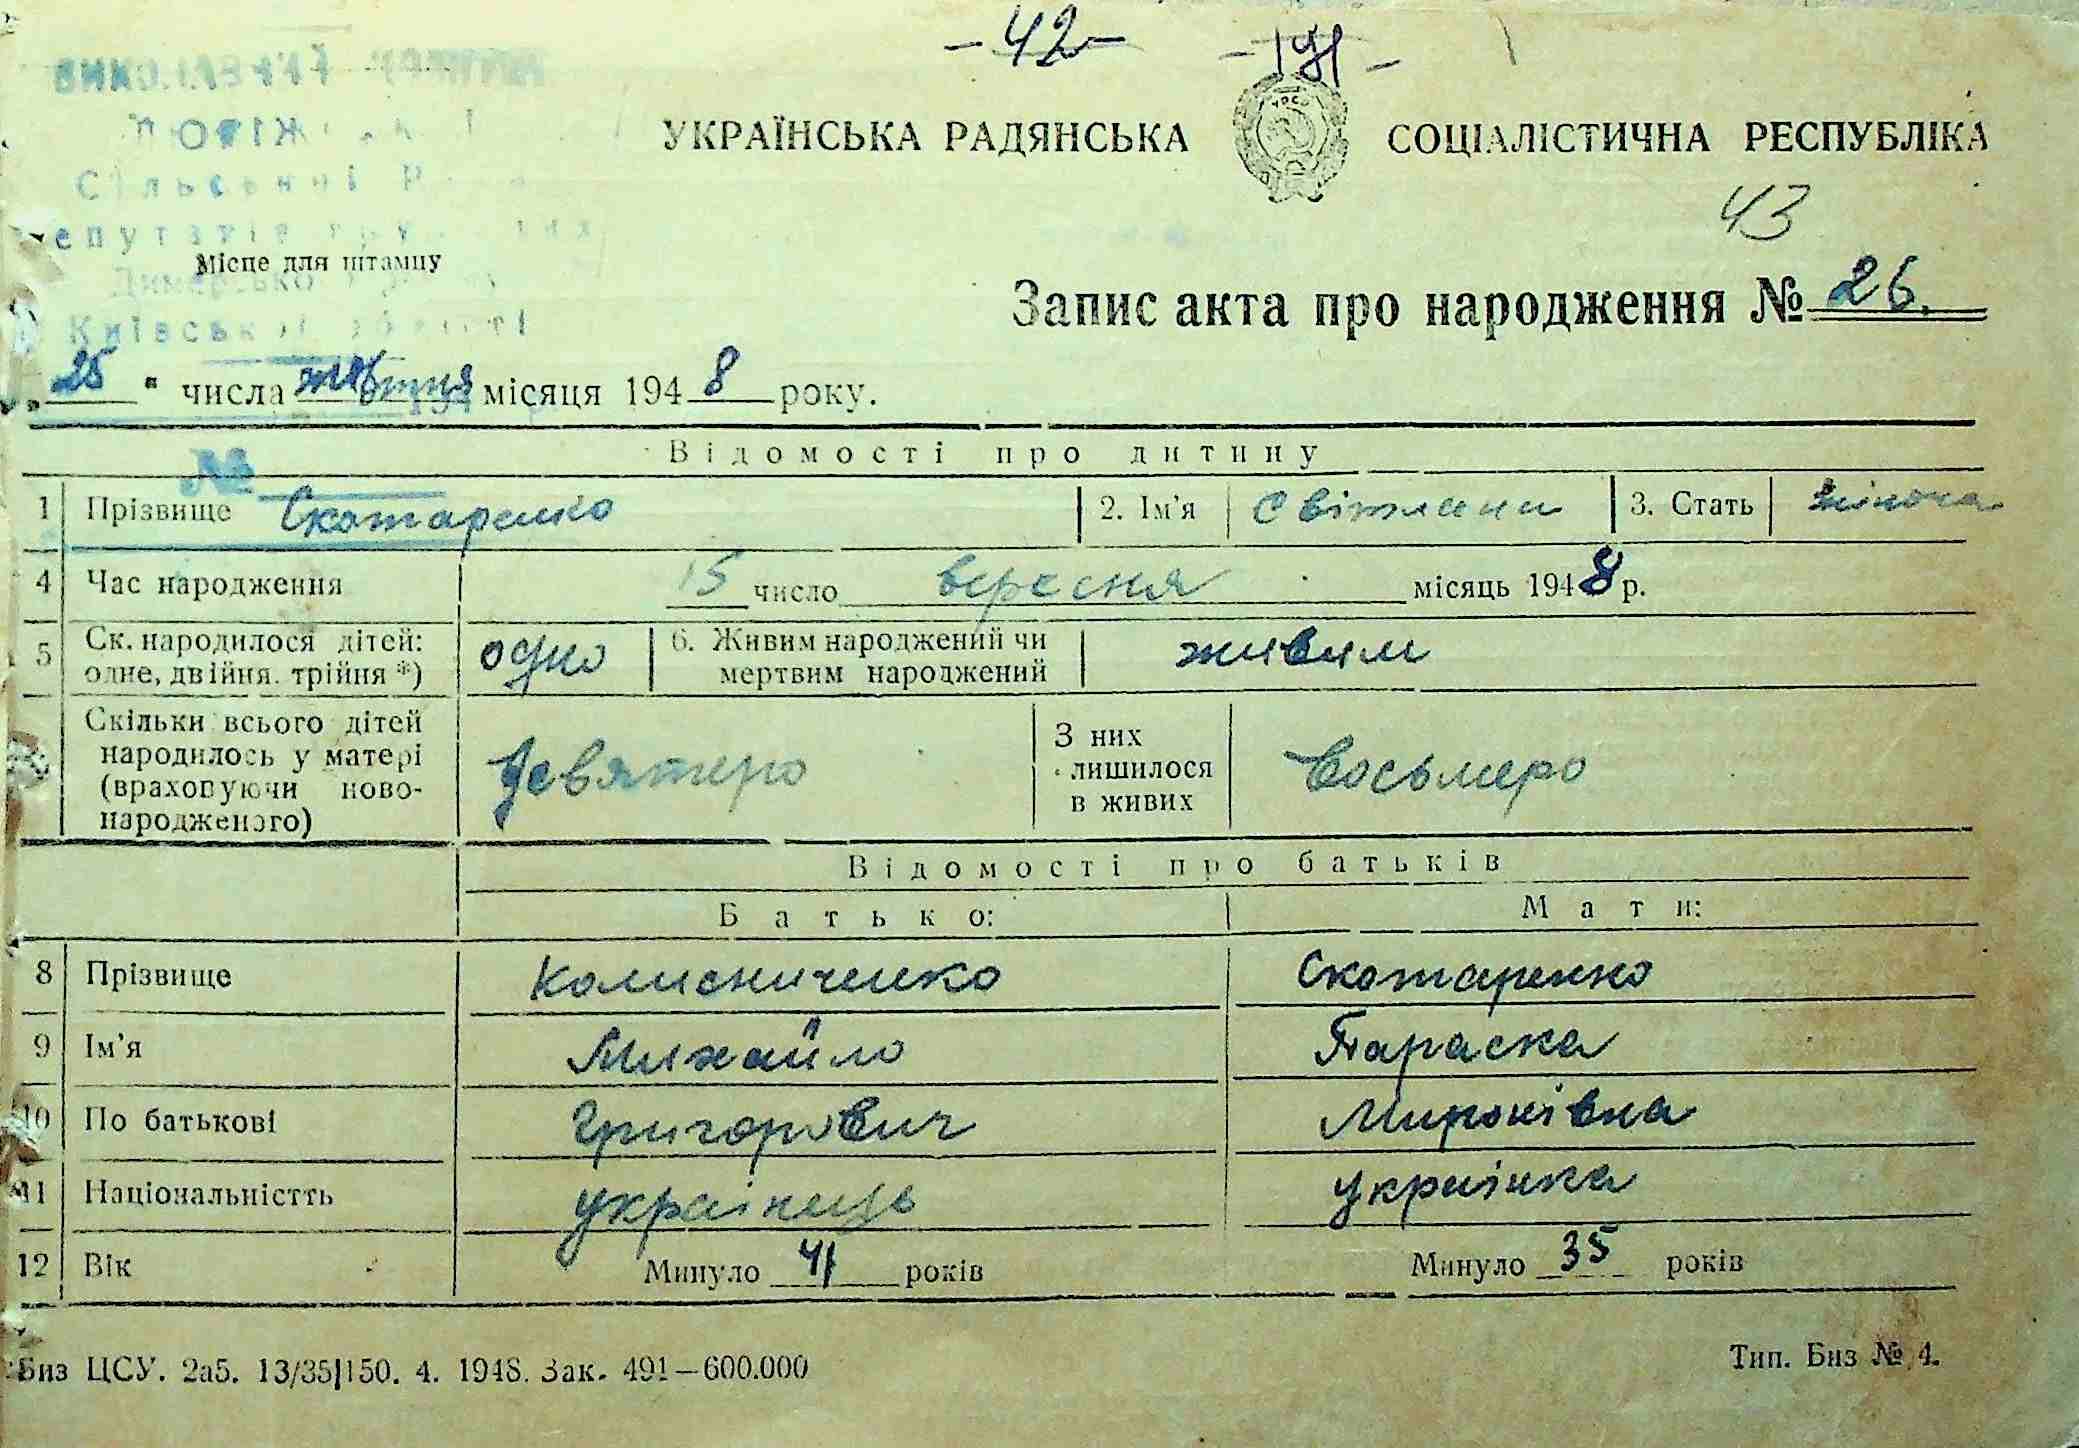 -42-
УКРАЇНСЬКА РАДЯНСЬКА СОЦІАЛІСТИЧНА РЕСПУБЛІКА
43
Сільської
Місце для штампу
Київської області
Запис акта про народження № 26.
„25“ числа жовтня місяця 1948 року.
Відомості про дитину
№
1 Прізвище Скотаренко 2. Ім'я Світлана 3. Стать жіноча
4 Час народження 15 число вересня місяць 1948 р.
5 Ск. народилося дітей: одне, двійня. трійня *) одно 6. Живим народжений чи мертвим народжений живим
Скільки всього дітей народилось у матері (враховуючи ново-народженого) девятеро З них лишилося в живих восьмеро
Відомості про батьків
Батько: Мати:
8 Прізвище Колисниченко Скотаренко
9 Ім'я Михайло Параска
10 По батькові Григорович Миронівна
11 Національністть українець українка
12 Вік Минуло 41 років Минуло 35 років
Биз ЦСУ. 2а5. 13/35|150. 4. 1948. Зак. 491—600.000 Тип. Биз № 4.